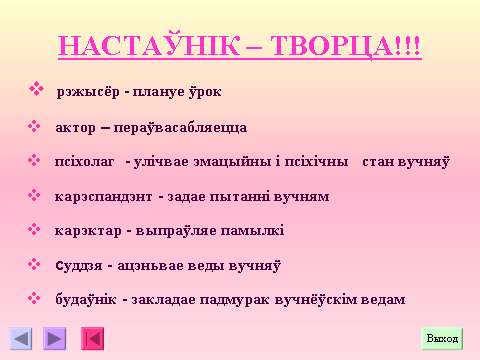 НАСТАЎНІК – ТВОРЦА!!!
рэжысёр - плануе ўрок
актор – пераўвасабляецца
псіхолаг - улічвае эмацыйны і псіхічны стан вучняў
карэспандэнт - задае пытанні вучням
карэктар - выпраўляе памылкі
суддзя - ацэньвае веды вучняў
будаўнік - закладае падмурак вучнёўскім ведам
Выход